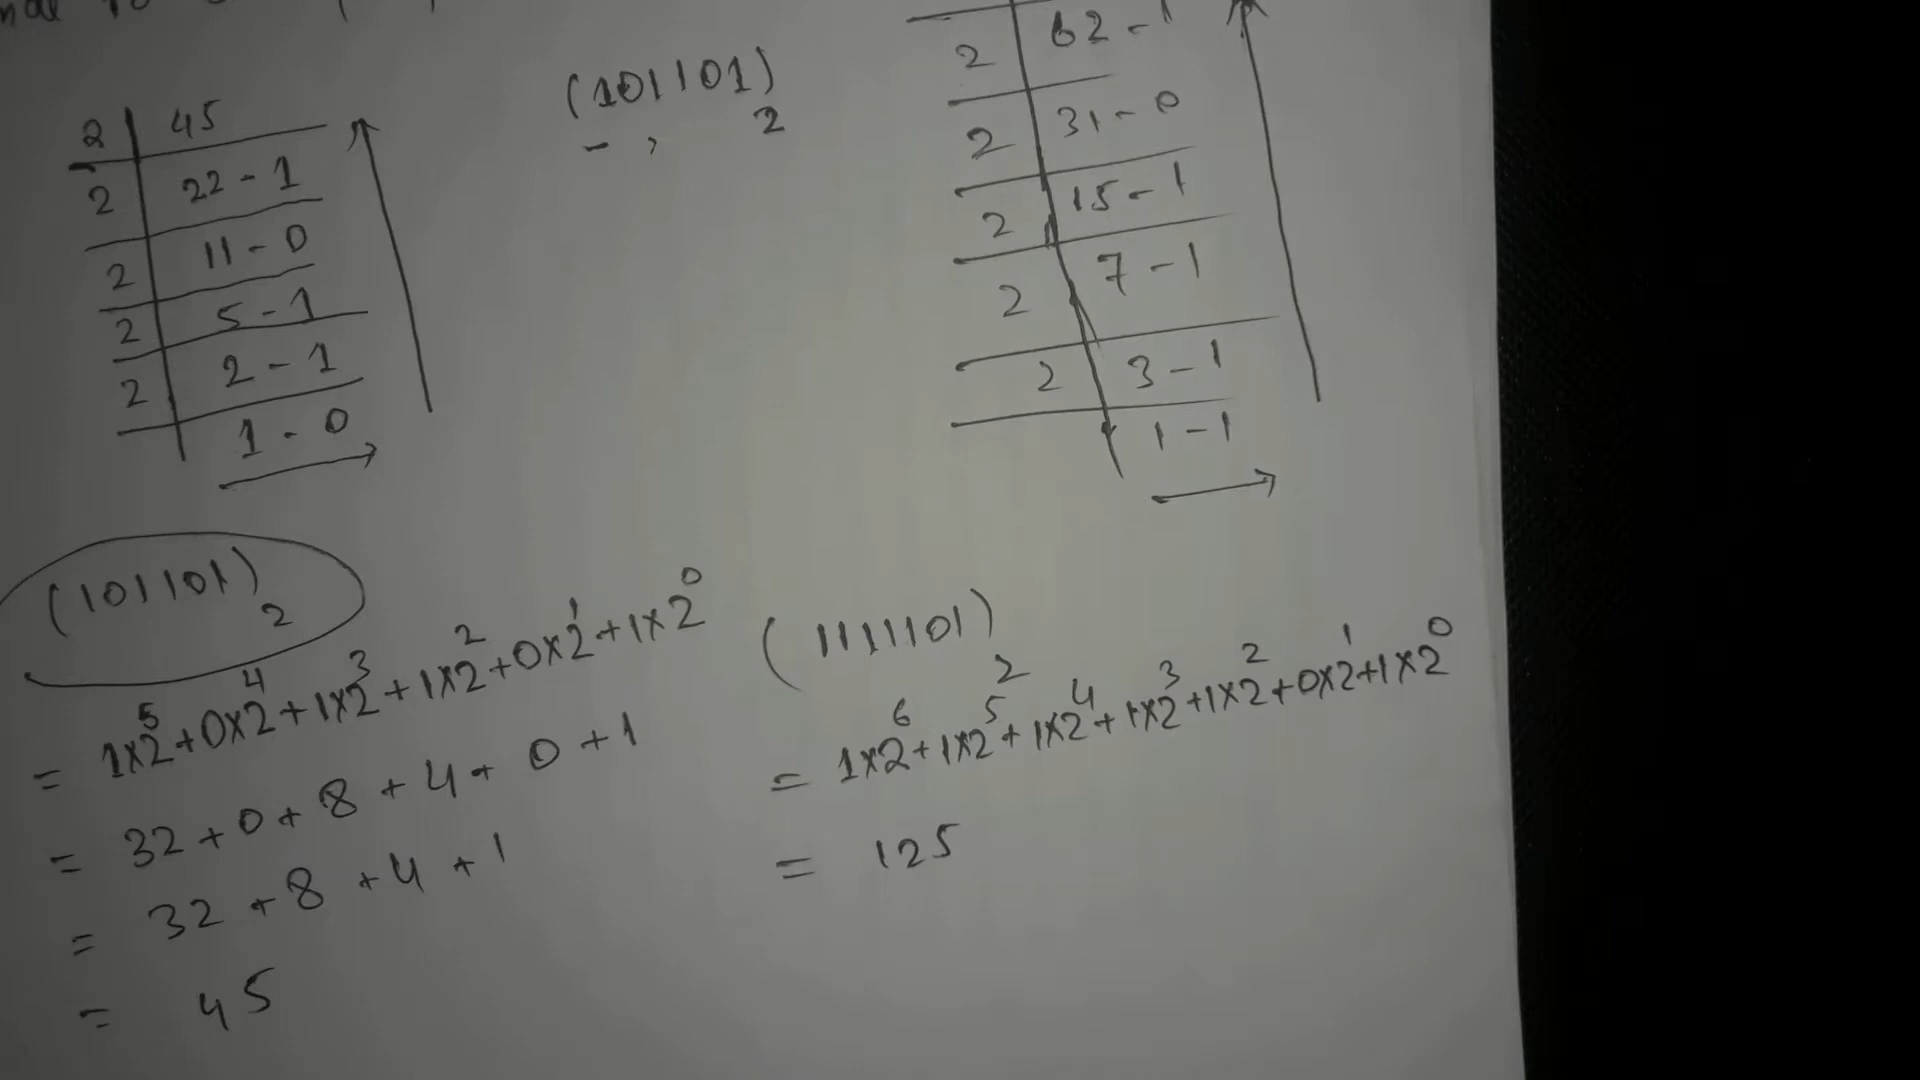 2 | 45
2 | 22 - 1
2 | 11 - 0
2 | 5 - 1
2 | 2 - 1
1 - 0
(101101)₂
62 - 1
2 | 31 - 0
2 | 15 - 1
2 | 7 - 1
2 | 3 - 1
2 | 1 - 1
(101101)₂
= 1×2⁵+0×2⁴+1×2³+1×2²+0×2¹+1×2⁰
= 32+0+8+4+0+1
= 32+8+4+1
= 45
(1111101)₂
= 1×2⁶+1×2⁵+1×2⁴+1×2³+1×2²+0×2¹+1×2⁰
= 125